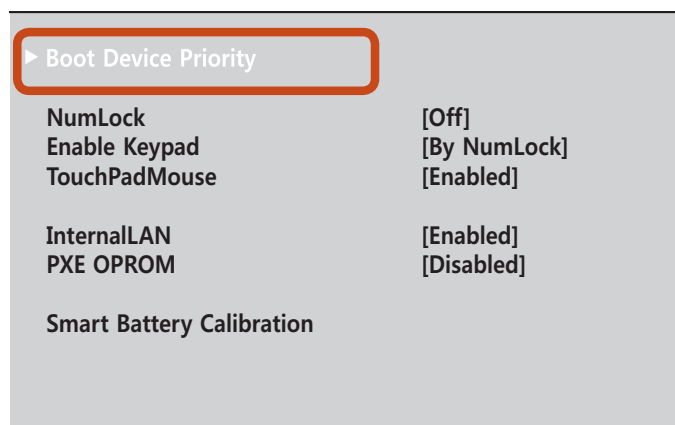 ▶ Boot Device Priority
NumLock [Off]
Enable Keypad [By NumLock]
TouchPadMouse [Enabled]
InternalLAN [Enabled]
PXE OPROM [Disabled]
Smart Battery Calibration